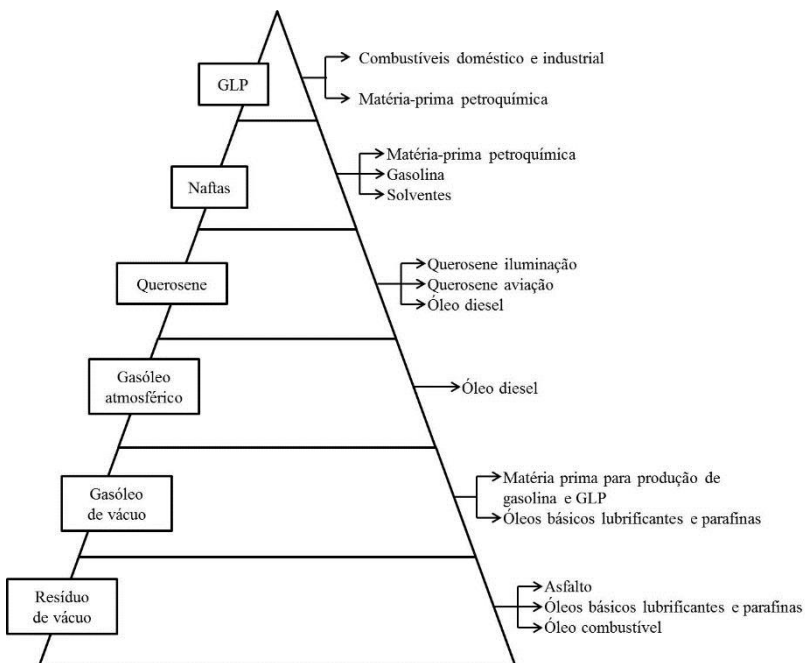 GLP
Combustíveis doméstico e industrial
Matéria-prima petroquímica
Naftas
Matéria-prima petroquímica
Gasolina
Solventes
Querosene
Querosene iluminação
Querosene aviação
Óleo diesel
Gasóleo
atmosférico
Óleo diesel
Gasóleo
de vácuo
Matéria prima para produção de
gasolina e GLP
Óleos básicos lubrificantes e parafinas
Resíduo
de vácuo
Asfalto
Óleos básicos lubrificantes e parafinas
Óleo combustível